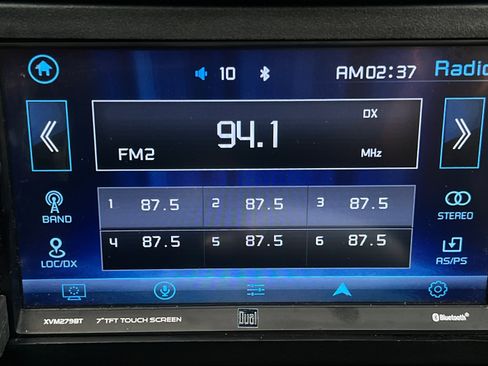 10 AM 02:37 Radio
DX
94.1
FM2 MHz
BAND 1 87.5 2 87.5 3 87.5 STEREO
LOC/DX 4 87.5 5 87.5 6 87.5 AS/PS
XVM279BT 7" TFT TOUCH SCREEN Dual Bluetooth